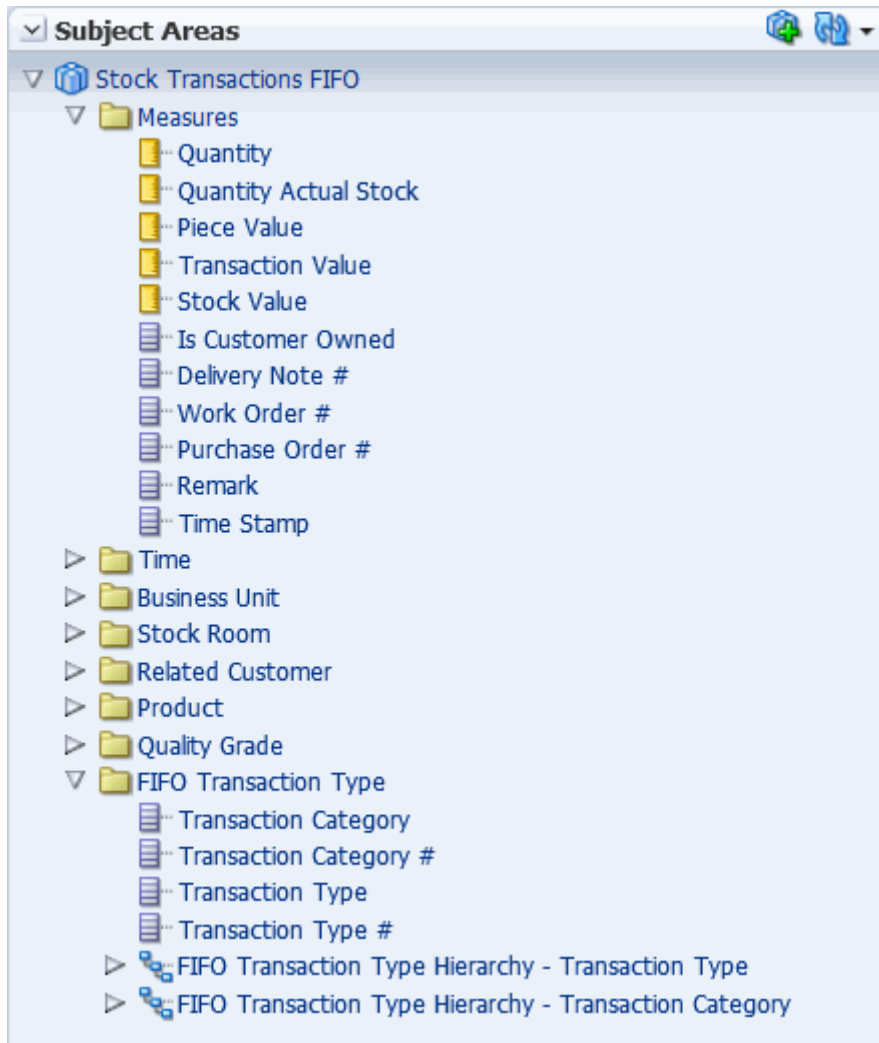 Subject Areas
Stock Transactions FIFO
Measures
Quantity
Quantity Actual Stock
Piece Value
Transaction Value
Stock Value
Is Customer Owned
Delivery Note #
Work Order #
Purchase Order #
Remark
Time Stamp
Time
Business Unit
Stock Room
Related Customer
Product
Quality Grade
FIFO Transaction Type
Transaction Category
Transaction Category #
Transaction Type
Transaction Type #
FIFO Transaction Type Hierarchy - Transaction Type
FIFO Transaction Type Hierarchy - Transaction Category